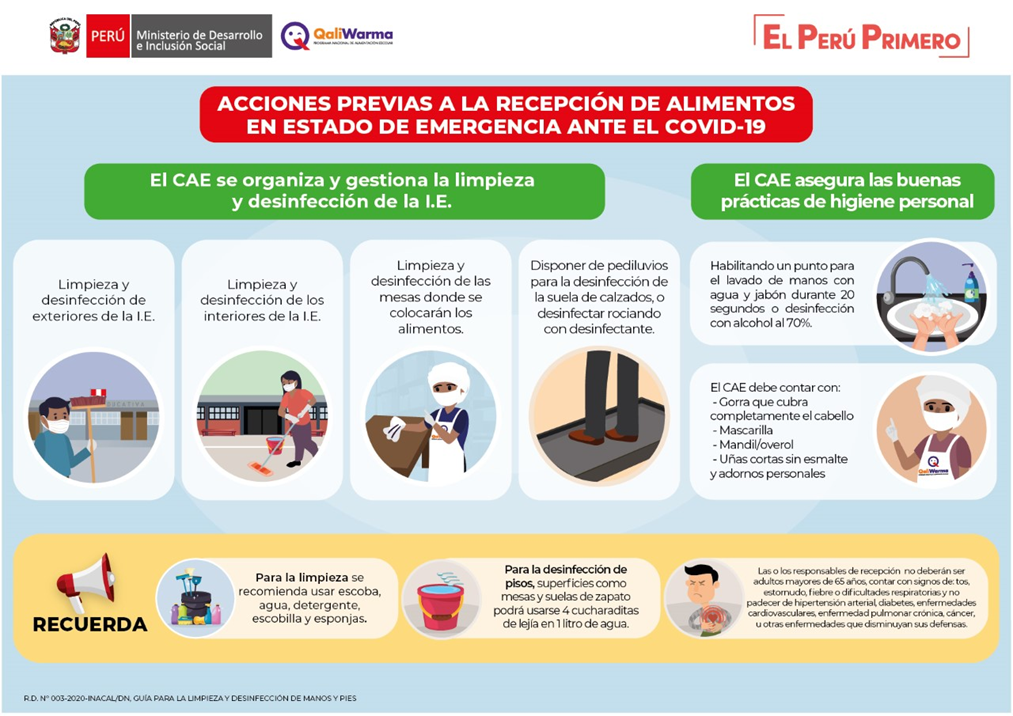 PERÚ
Ministerio de Desarrollo
e Inclusión Social
QaliWarma
PROGRAMA NACIONAL DE ALIMENTACIÓN ESCOLAR
EL PERÚ PRIMERO
ACCIONES PREVIAS A LA RECEPCIÓN DE ALIMENTOS
EN ESTADO DE EMERGENCIA ANTE EL COVID-19
El CAE se organiza y gestiona la limpieza
y desinfección de la I.E.
Limpieza y
desinfección de
exteriores de la I.E.
Limpieza y
desinfección de los
interiores de la I.E.
Limpieza y
desinfección de las
mesas donde se
colocarán los
alimentos.
Disponer de pediluvios
para la desinfección de
la suela de calzados, o
desinfectar rociando
con desinfectante.
El CAE asegura las buenas
prácticas de higiene personal
Habilitando un punto para
el lavado de manos con
agua y jabón durante 20
segundos o desinfección
con alcohol al 70%.
El CAE debe contar con:
- Gorra que cubra
completamente el cabello
- Mascarilla
- Mandil/overol
- Uñas cortas sin esmalte
y adornos personales
QaliWarma
RECUERDA
Para la limpieza se
recomienda usar escoba,
agua, detergente,
escobilla y esponjas.
Para la desinfección de
pisos, superficies como
mesas y suelas de zapato
podrá usarse 4 cucharaditas
de lejía en 1 litro de agua.
Las o los responsables de recepción no deberán ser
adultos mayores de 65 años, contar con signos de: tos,
estornudo, fiebre o dificultades respiratorias y no
padecer de hipertensión arterial, diabetes, enfermedades
cardiovasculares, enfermedad pulmonar crónica, cáncer,
u otras enfermedades que disminuyan sus defensas.
R.D. N° 003-2020-INACAL/DN, GUÍA PARA LA LIMPIEZA Y DESINFECCIÓN DE MANOS Y PIES